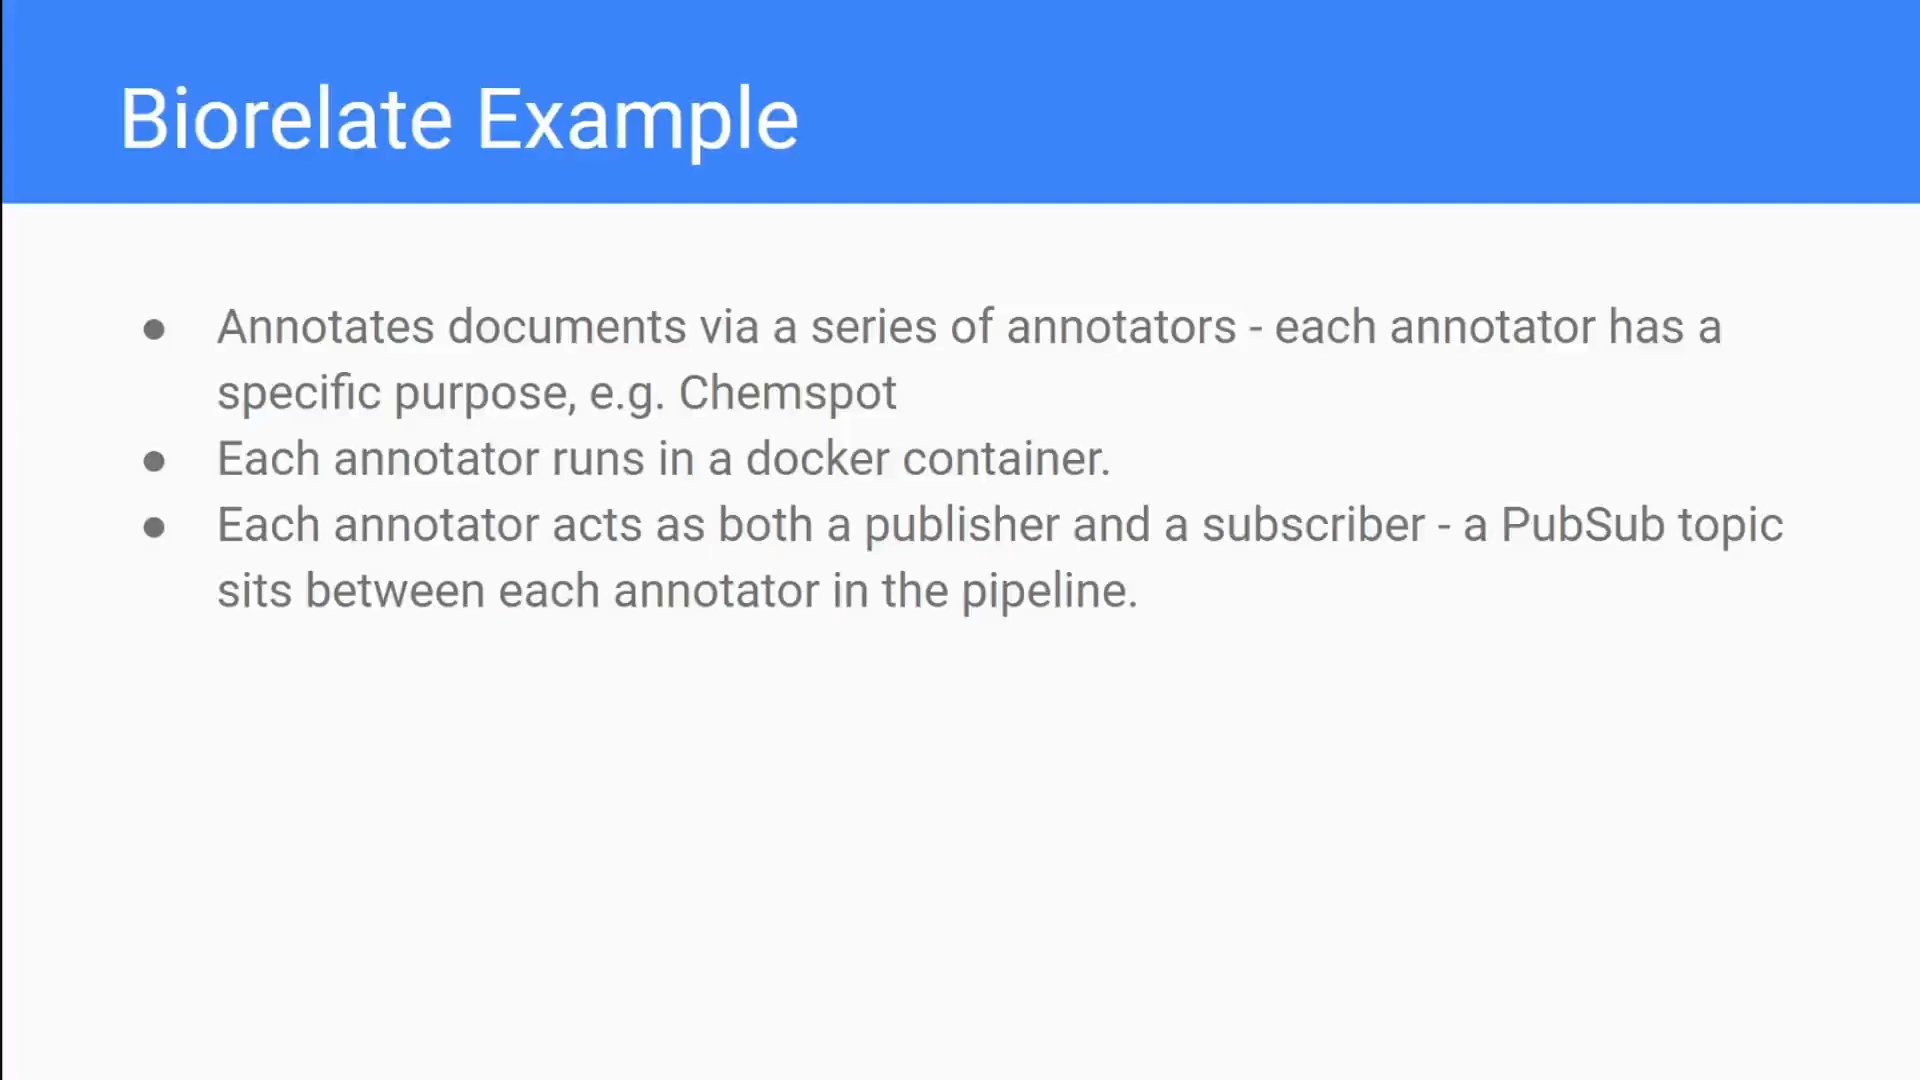 Biorelate Example
● Annotates documents via a series of annotators - each annotator has a
specific purpose, e.g. Chemspot
● Each annotator runs in a docker container.
● Each annotator acts as both a publisher and a subscriber - a PubSub topic
sits between each annotator in the pipeline.